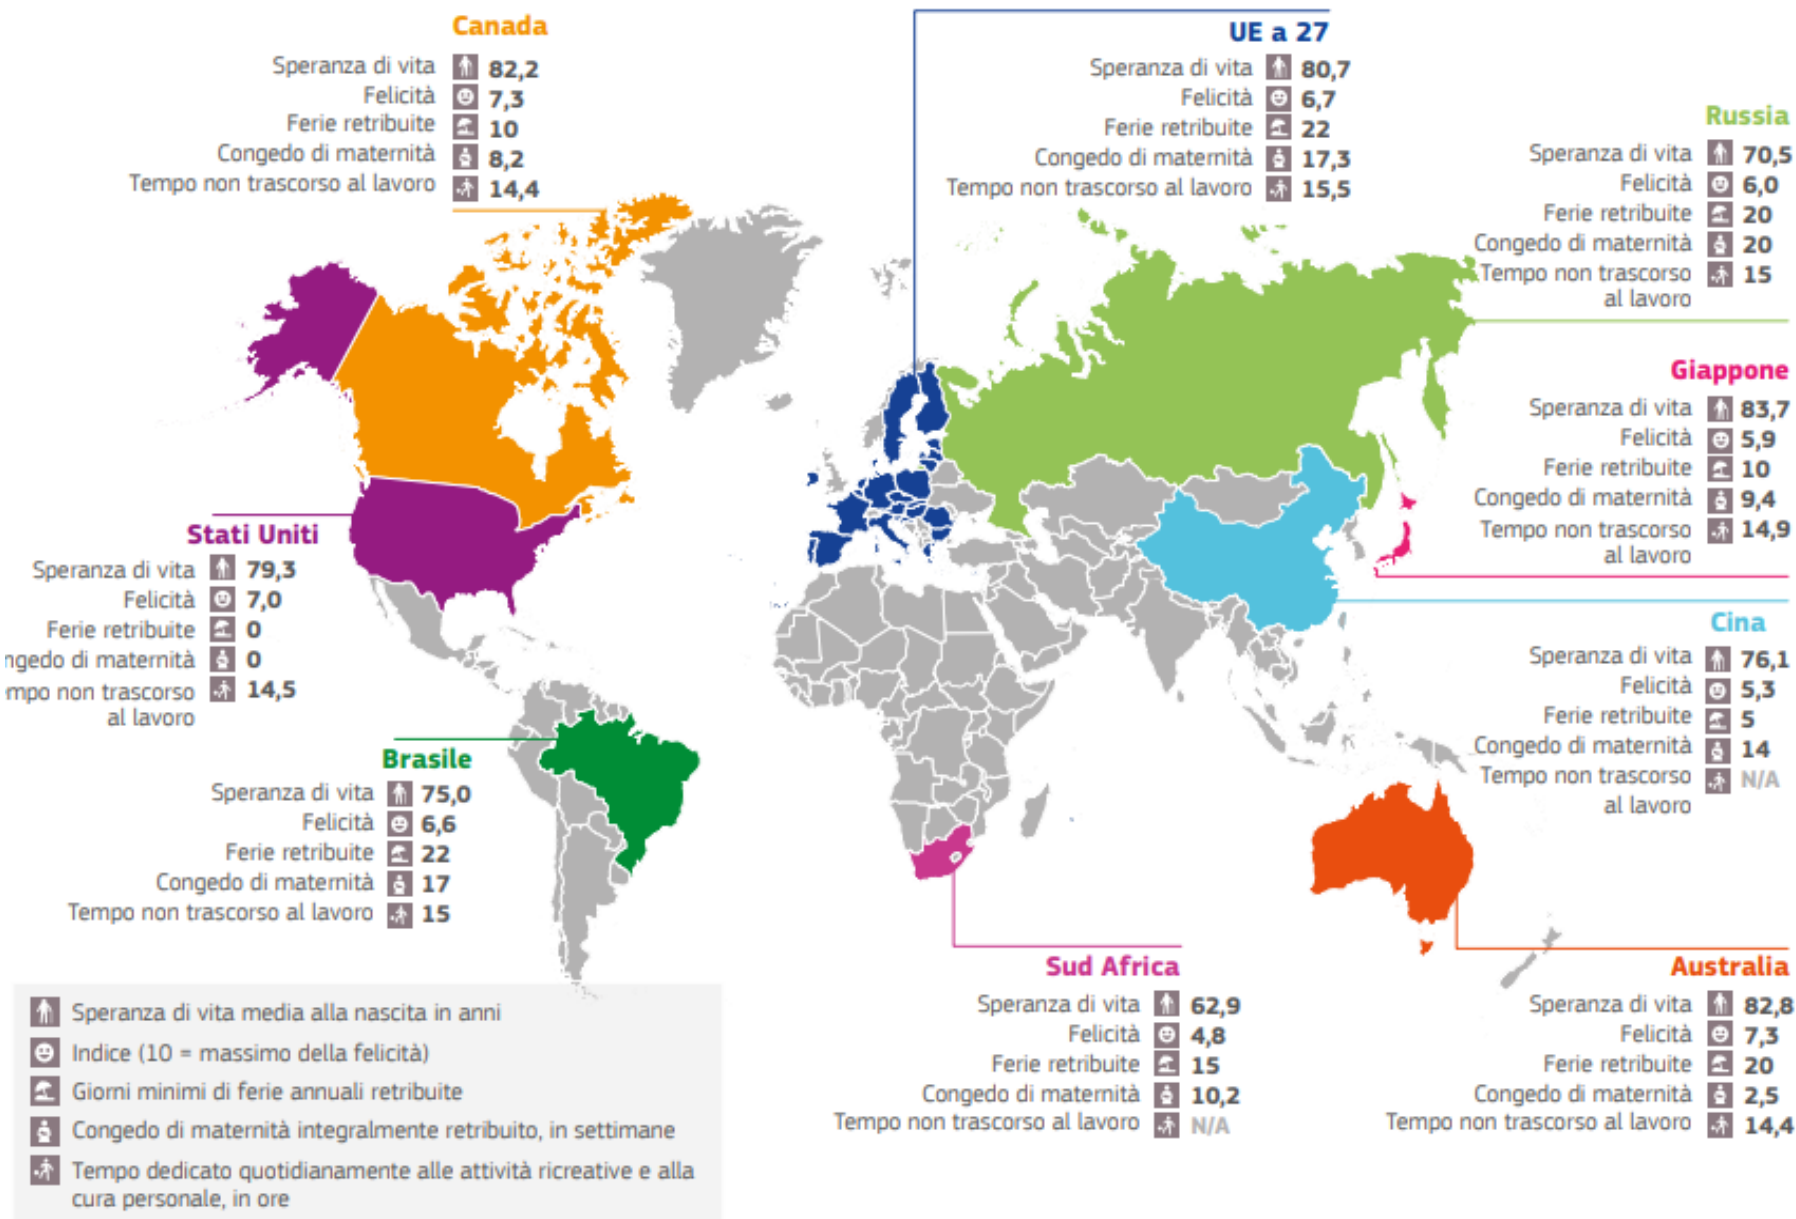 Canada
Speranza di vita 82,2
Felicità 7,3
Ferie retribuite 10
Congedo di maternità 8,2
Tempo non trascorso al lavoro 14,4
UE a 27
Speranza di vita 80,7
Felicità 6,7
Ferie retribuite 22
Congedo di maternità 17,3
Tempo non trascorso al lavoro 15,5
Russia
Speranza di vita 70,5
Felicità 6,0
Ferie retribuite 20
Congedo di maternità 20
Tempo non trascorso 15
al lavoro
Giappone
Speranza di vita 83,7
Felicità 5,9
Ferie retribuite 10
Congedo di maternità 9,4
Tempo non trascorso 14,9
al lavoro
Stati Uniti
Speranza di vita 79,3
Felicità 7,0
Ferie retribuite 0
ngedo di maternità 0
mpo non trascorso 14,5
al lavoro
Cina
Speranza di vita 76,1
Felicità 5,3
Ferie retribuite 5
Congedo di maternità 14
Tempo non trascorso N/A
al lavoro
Brasile
Speranza di vita 75,0
Felicità 6,6
Ferie retribuite 22
Congedo di maternità 17
Tempo non trascorso al lavoro 15
Sud Africa
Speranza di vita 62,9
Felicità 4,8
Ferie retribuite 15
Congedo di maternità 10,2
Tempo non trascorso al lavoro N/A
Australia
Speranza di vita 82,8
Felicità 7,3
Ferie retribuite 20
Congedo di maternità 2,5
Tempo non trascorso al lavoro 14,4
Speranza di vita media alla nascita in anni
Indice (10 = massimo della felicità)
Giorni minimi di ferie annuali retribuite
Congedo di maternità integralmente retribuito, in settimane
Tempo dedicato quotidianamente alle attività ricreative e alla
cura personale, in ore